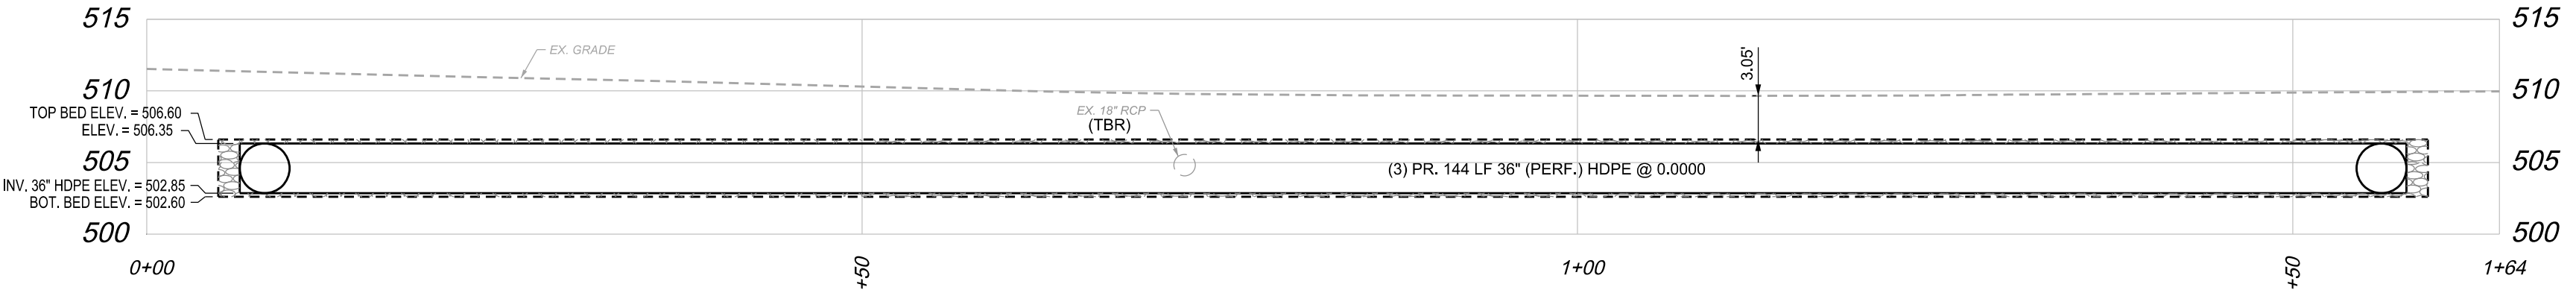 515
515
EX. GRADE
3.05'
510
510
TOP BED ELEV. = 506.60
EX. 18" RCP
(TBR)
ELEV. = 506.35
505
505
(3) PR. 144 LF 36" (PERF.) HDPE @ 0.0000
INV. 36" HDPE ELEV. = 502.85
BOT. BED ELEV. = 502.60
500
500
0+00
+50
1+00
+50
1+64